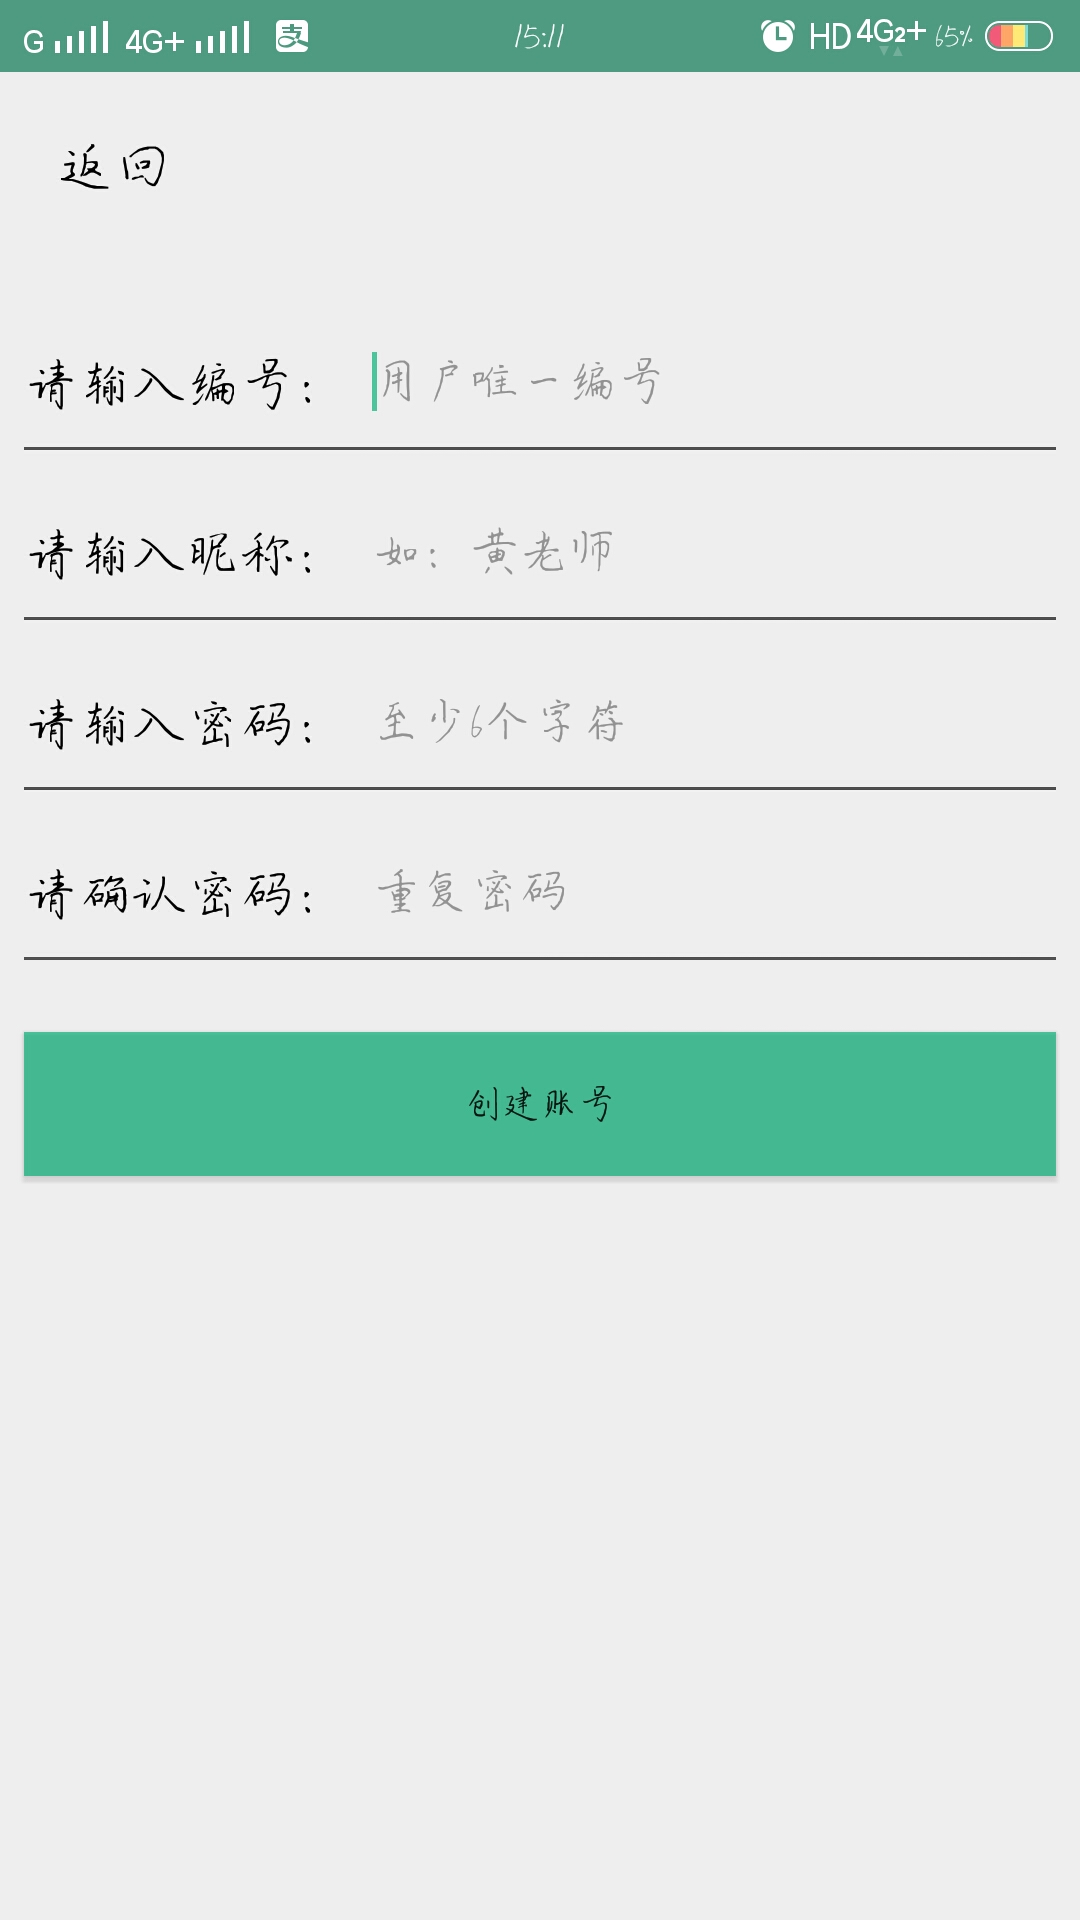 G 4G+ 支 15:11 HD 4G2+ 65%
返回
请输入编号： 用户唯一编号
请输入昵称： 如：黄老师
请输入密码： 至少6个字符
请确认密码： 重复密码
创建账号